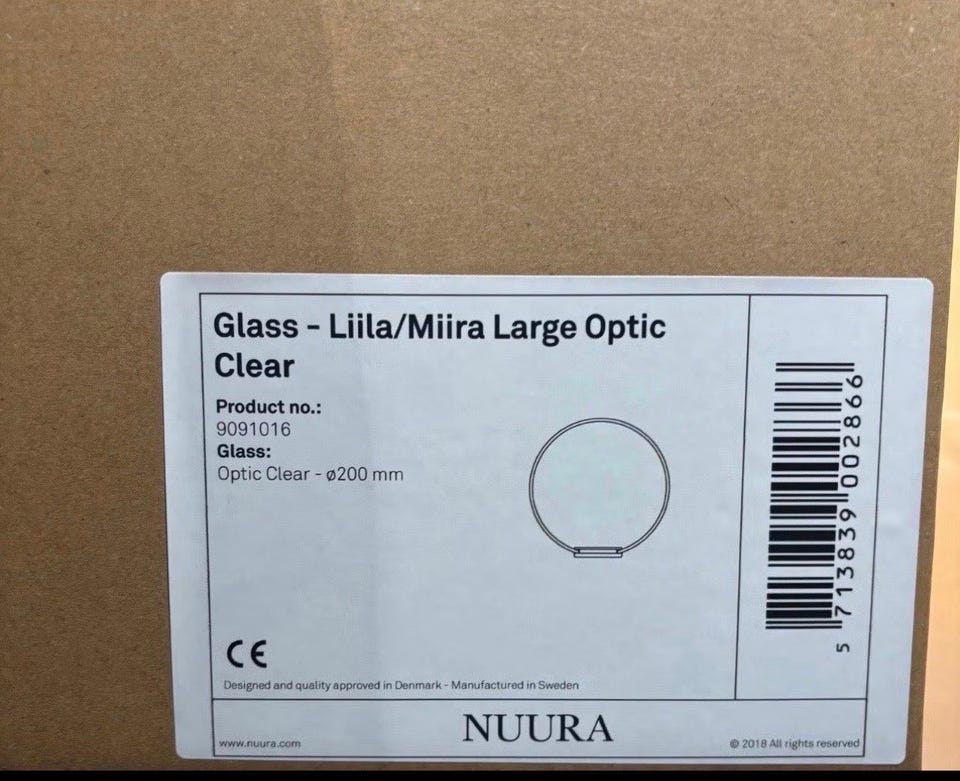 Glass - Liila/Miira Large Optic
Clear
Product no.:
9091016
Glass:
Optic Clear - ø200 mm
5 713839 002866
CE
Designed and quality approved in Denmark - Manufactured in Sweden
www.nuura.com
NUURA
© 2018 All rights reserved